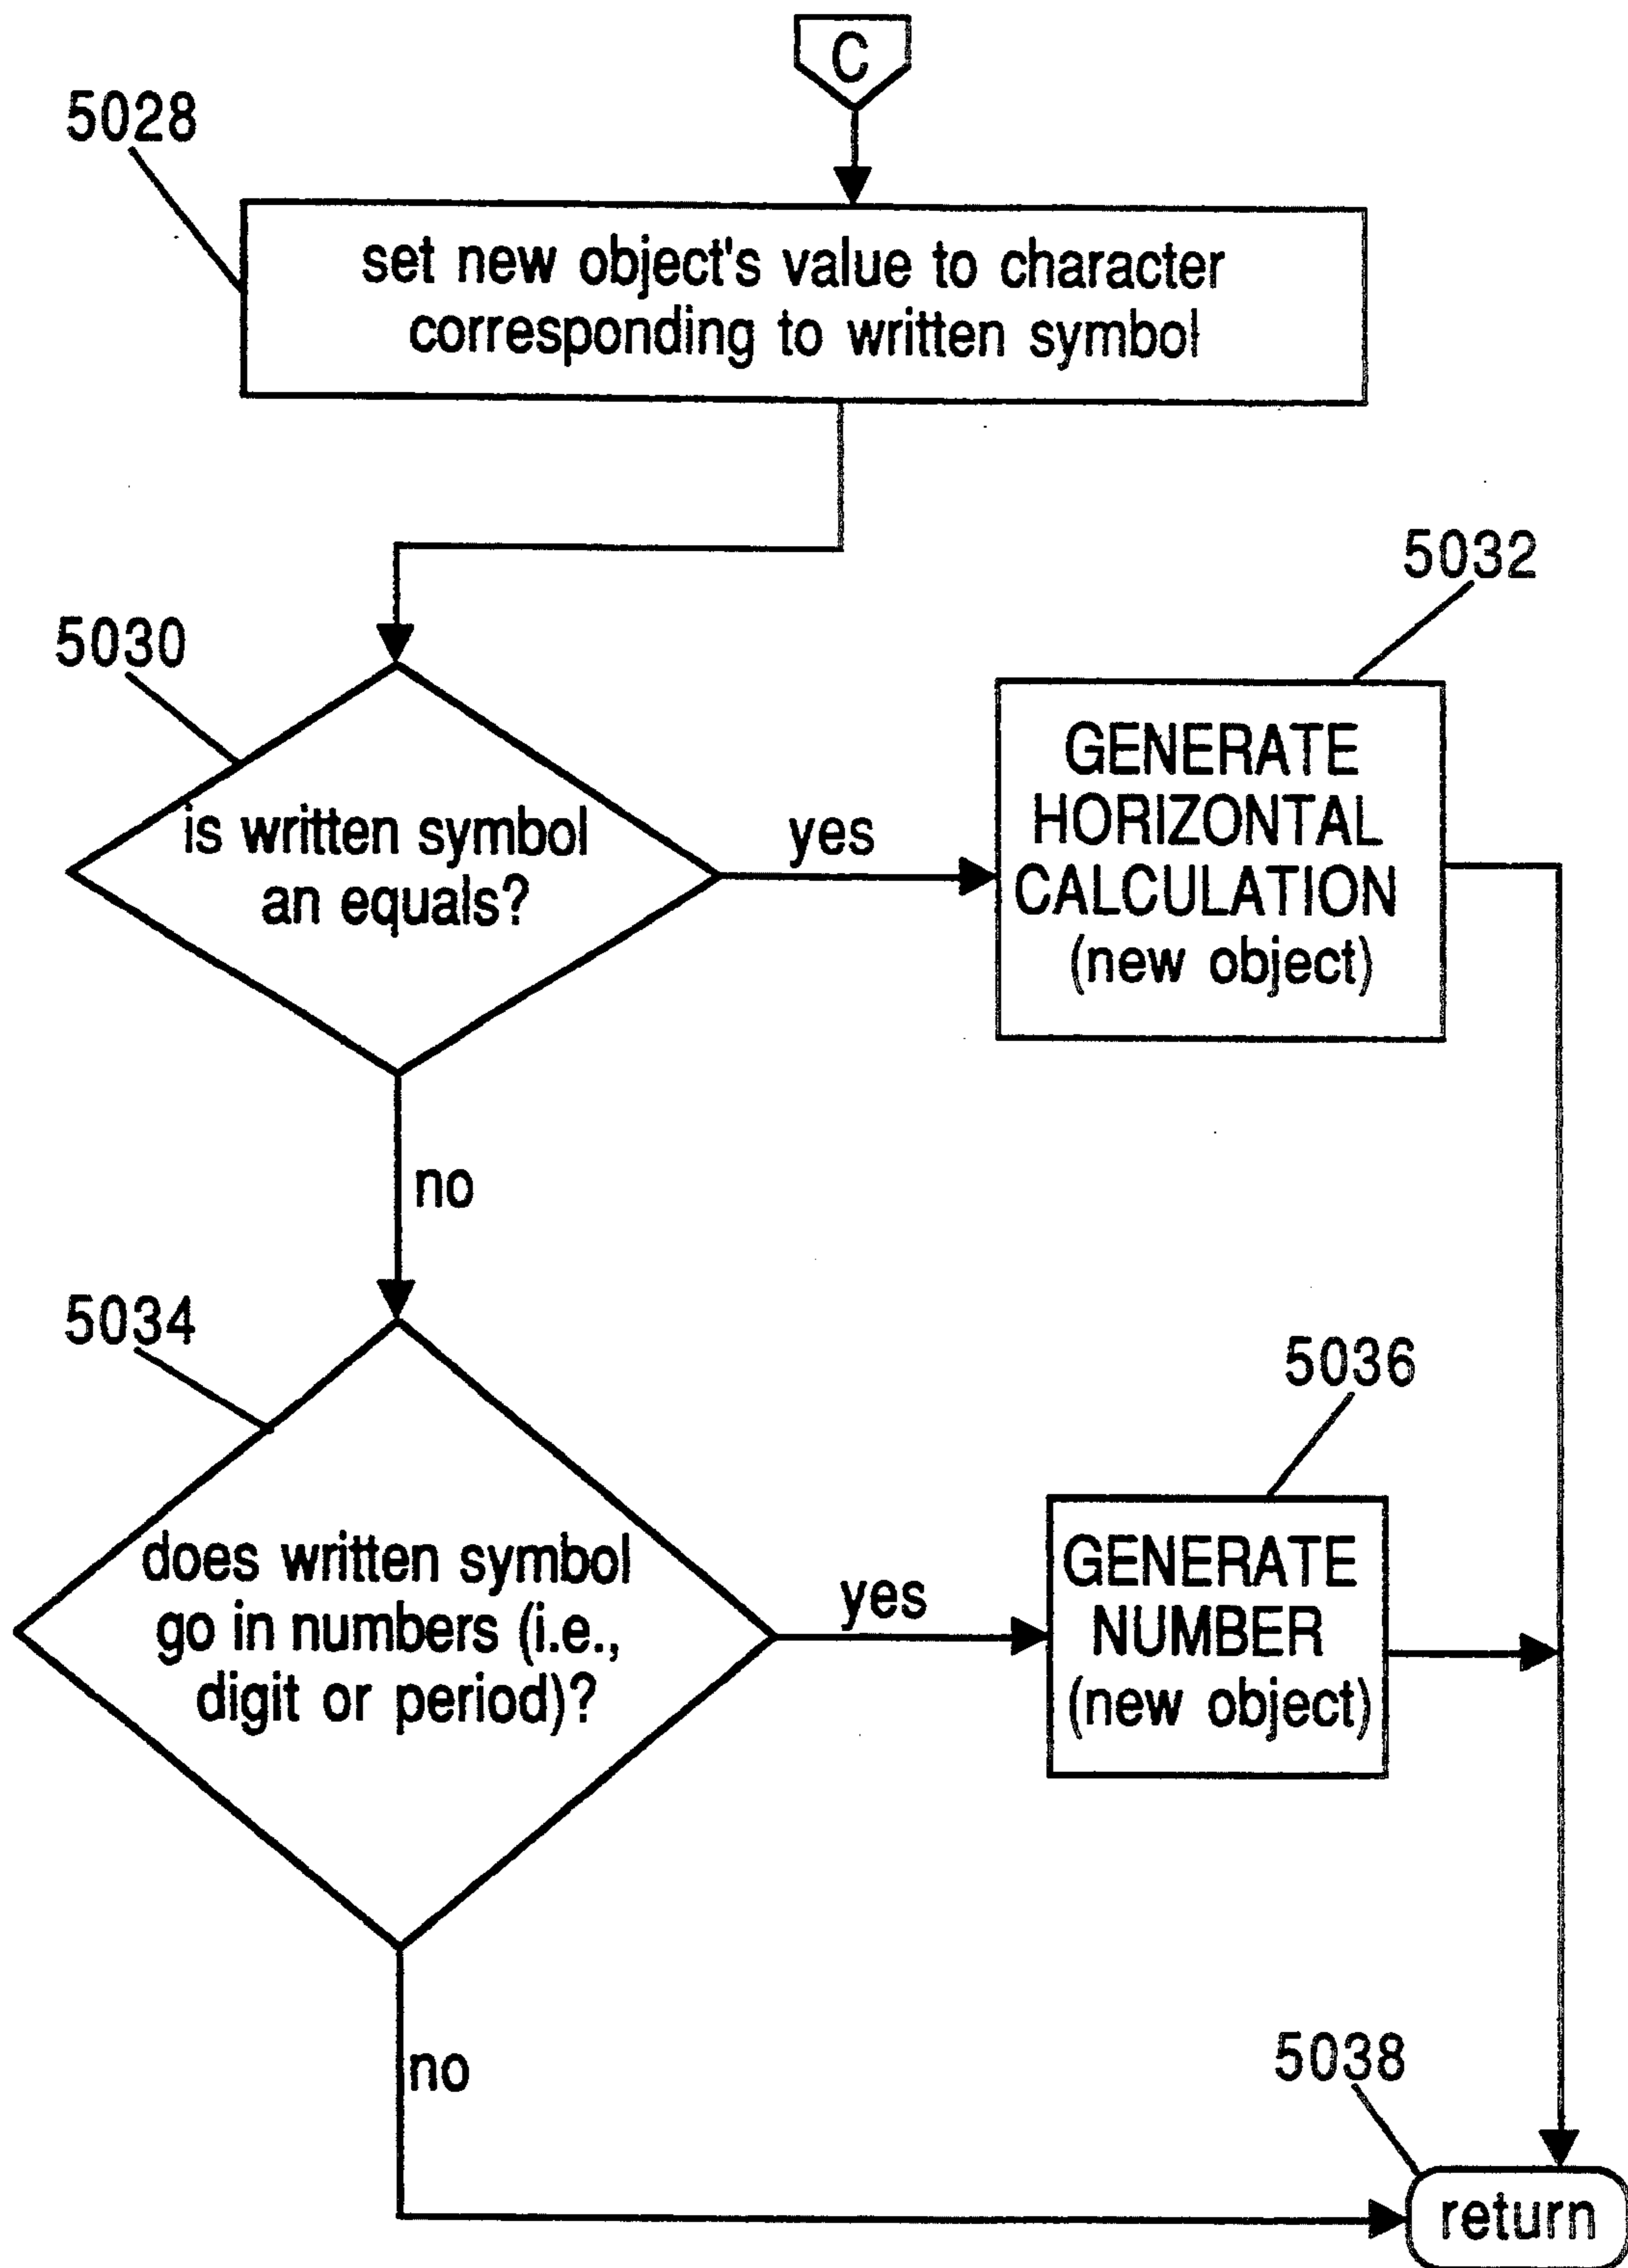 C
5028
set new object's value to character
corresponding to written symbol
5030
is written symbol
an equals?
yes
5032
GENERATE
HORIZONTAL
CALCULATION
(new object)
no
5034
does written symbol
go in numbers (i.e.,
digit or period)?
yes
5036
GENERATE
NUMBER
(new object)
no
5038
return